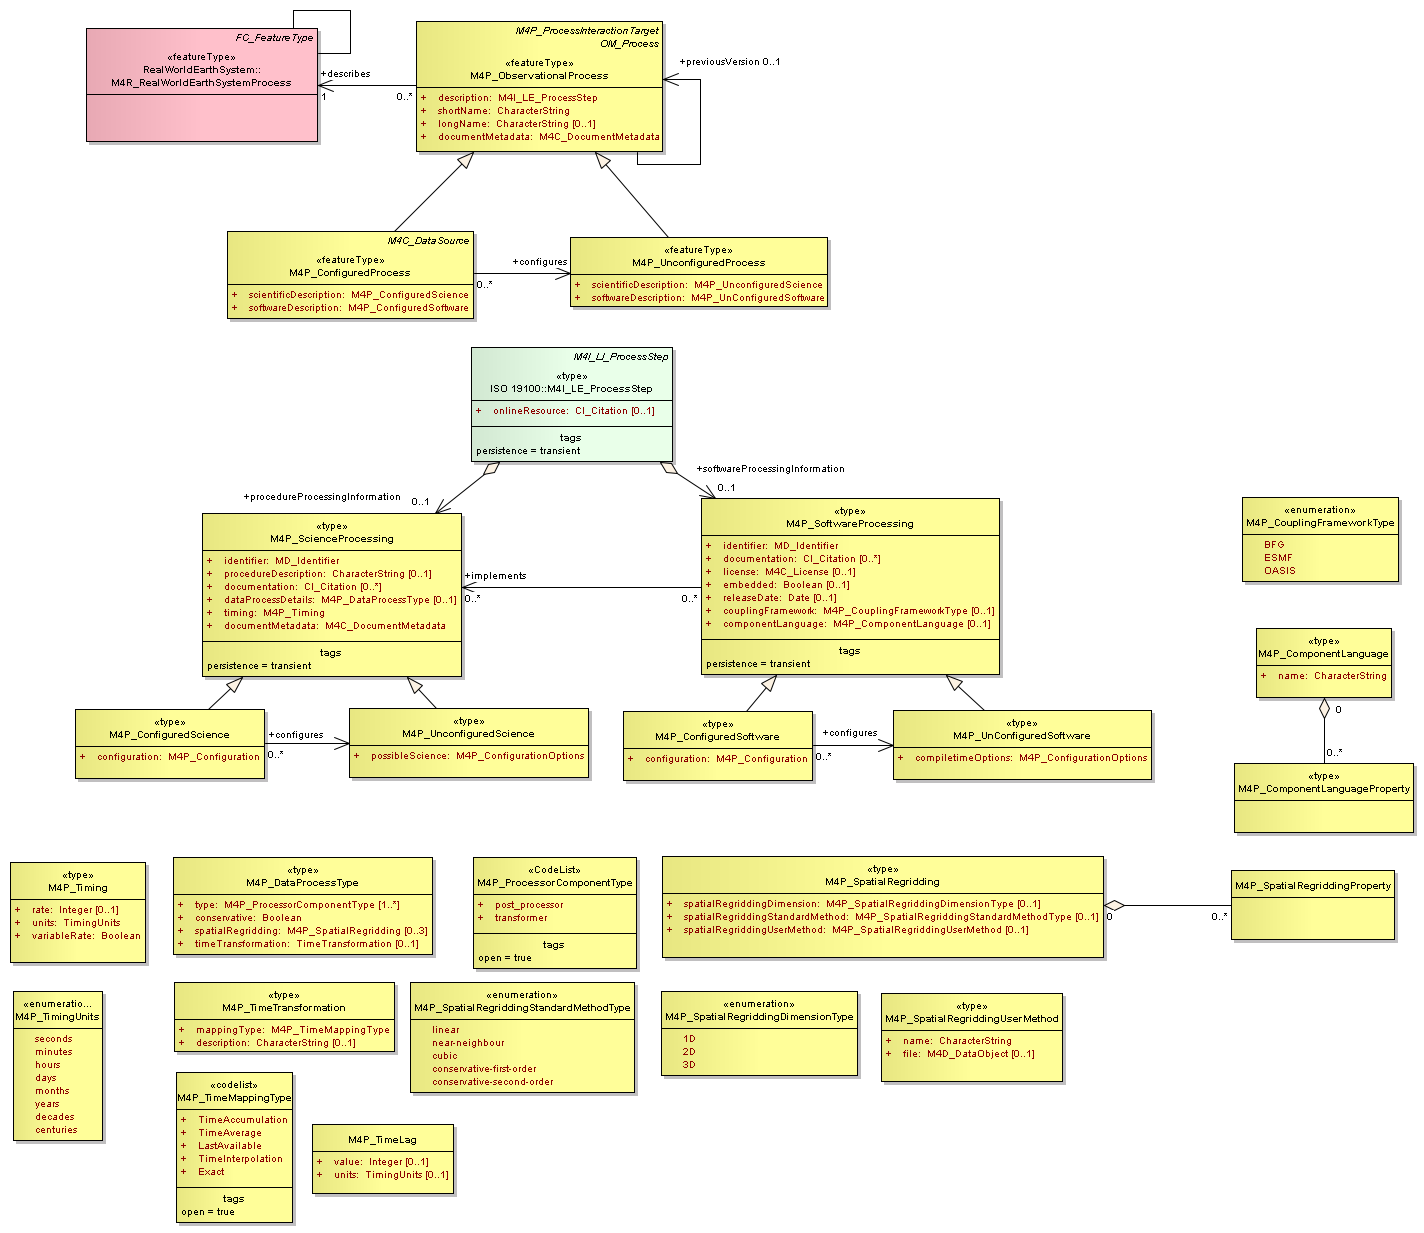 FC_FeatureType
«featureType»
RealWorldEarthSystem::
M4R_RealWorldEarthSystemProcess
+describes
1
0..*
M4P_ProcessInteractionTarget
OM_Process
«featureType»
M4P_ObservationalProcess
+ description: M4I_LE_ProcessStep
+ shortName: CharacterString
+ longName: CharacterString [0..1]
+ documentMetadata: M4C_DocumentMetadata
+previousVersion 0..1
M4C_DataSource
«featureType»
M4P_ConfiguredProcess
+ scientificDescription: M4P_ConfiguredScience
+ softwareDescription: M4P_ConfiguredSoftware
+configures
0..*
«featureType»
M4P_UnconfiguredProcess
+ scientificDescription: M4P_UnconfiguredScience
+ softwareDescription: M4P_UnConfiguredSoftware
M4I_LI_ProcessStep
«type»
ISO 19100::M4I_LE_ProcessStep
+ onlineResource: CI_Citation [0..1]
tags
persistence = transient
+procedureProcessingInformation
0..1
+softwareProcessingInformation
0..1
«type»
M4P_ScienceProcessing
+ identifier: MD_Identifier
+ procedureDescription: CharacterString [0..1]
+ documentation: CI_Citation [0..*]
+ dataProcessDetails: M4P_DataProcessType [0..1]
+ timing: M4P_Timing
+ documentMetadata: M4C_DocumentMetadata
tags
persistence = transient
+implements
0..*
0..*
«type»
M4P_SoftwareProcessing
+ identifier: MD_Identifier
+ documentation: CI_Citation [0..*]
+ license: M4C_License [0..1]
+ embedded: Boolean [0..1]
+ releaseDate: Date [0..1]
+ couplingFramework: M4P_CouplingFrameworkType [0..1]
+ componentLanguage: M4P_ComponentLanguage [0..1]
tags
persistence = transient
«enumeration»
M4P_CouplingFrameworkType
BFG
ESMF
OASIS
«type»
M4P_ComponentLanguage
+ name: CharacterString
0
0..*
«type»
M4P_ComponentLanguageProperty
«type»
M4P_ConfiguredScience
+ configuration: M4P_Configuration
+configures
0..*
«type»
M4P_UnconfiguredScience
+ possibleScience: M4P_ConfigurationOptions
«type»
M4P_ConfiguredSoftware
+ configuration: M4P_Configuration
+configures
0..*
«type»
M4P_UnConfiguredSoftware
+ compiletimeOptions: M4P_ConfigurationOptions
«type»
M4P_Timing
+ rate: Integer [0..1]
+ units: TimingUnits
+ variableRate: Boolean
«type»
M4P_DataProcessType
+ type: M4P_ProcessorComponentType [1..*]
+ conservative: Boolean
+ spatialRegridding: M4P_SpatialRegridding [0..3]
+ timeTransformation: TimeTransformation [0..1]
«CodeList»
M4P_ProcessorComponentType
+ post_processor
+ transformer
tags
open = true
«type»
M4P_SpatialRegridding
+ spatialRegriddingDimension: M4P_SpatialRegriddingDimensionType [0..1]
+ spatialRegriddingStandardMethod: M4P_SpatialRegriddingStandardMethodType [0..1]
+ spatialRegriddingUserMethod: M4P_SpatialRegriddingUserMethod [0..1]
0
0..*
M4P_SpatialRegriddingProperty
«enumeratio...
M4P_TimingUnits
seconds
minutes
hours
days
months
years
decades
centuries
«type»
M4P_TimeTransformation
+ mappingType: M4P_TimeMappingType
+ description: CharacterString [0..1]
«enumeration»
M4P_SpatialRegriddingStandardMethodType
linear
near-neighbour
cubic
conservative-first-order
conservative-second-order
«enumeration»
M4P_SpatialRegriddingDimensionType
1D
2D
3D
«type»
M4P_SpatialRegriddingUserMethod
+ name: CharacterString
+ file: M4D_DataObject [0..1]
«codelist»
M4P_TimeMappingType
+ TimeAccumulation
+ TimeAverage
+ LastAvailable
+ TimeInterpolation
+ Exact
tags
open = true
M4P_TimeLag
+ value: Integer [0..1]
+ units: TimingUnits [0..1]